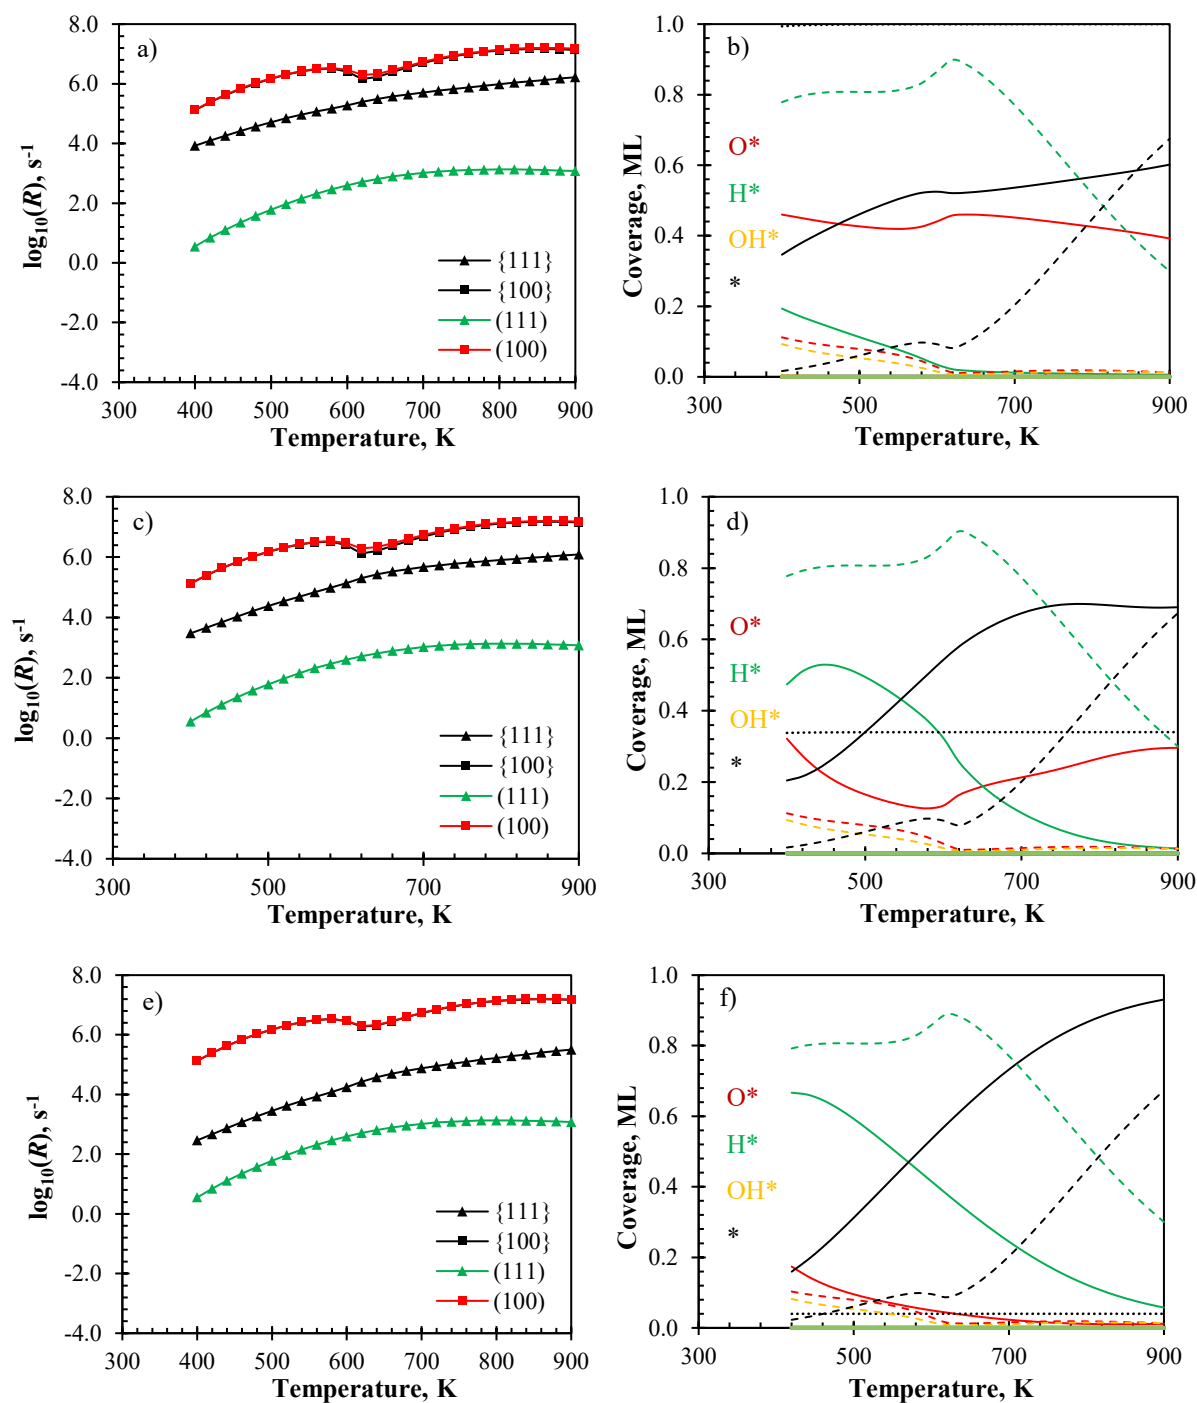 a)
log10(R), s-1
8.0
6.0
4.0
2.0
0.0
-2.0
-4.0
{111}
{100}
(111)
(100)
300 400 500 600 700 800 900
Temperature, K
b)
Coverage, ML
1.0
0.8
0.6
0.4
0.2
0.0
O*
H*
OH*
*
300 500 700 900
Temperature, K
c)
log10(R), s-1
8.0
6.0
4.0
2.0
0.0
-2.0
-4.0
{111}
{100}
(111)
(100)
300 500 700 900
Temperature, K
d)
Coverage, ML
1.0
0.8
0.6
0.4
0.2
0.0
O*
H*
OH*
*
300 500 700 900
Temperature, K
e)
log10(R), s-1
8.0
6.0
4.0
2.0
0.0
-2.0
-4.0
{111}
{100}
(111)
(100)
300 400 500 600 700 800 900
Temperature, K
f)
Coverage, ML
1.0
0.8
0.6
0.4
0.2
0.0
O*
H*
OH*
*
300 500 700 900
Temperature, K